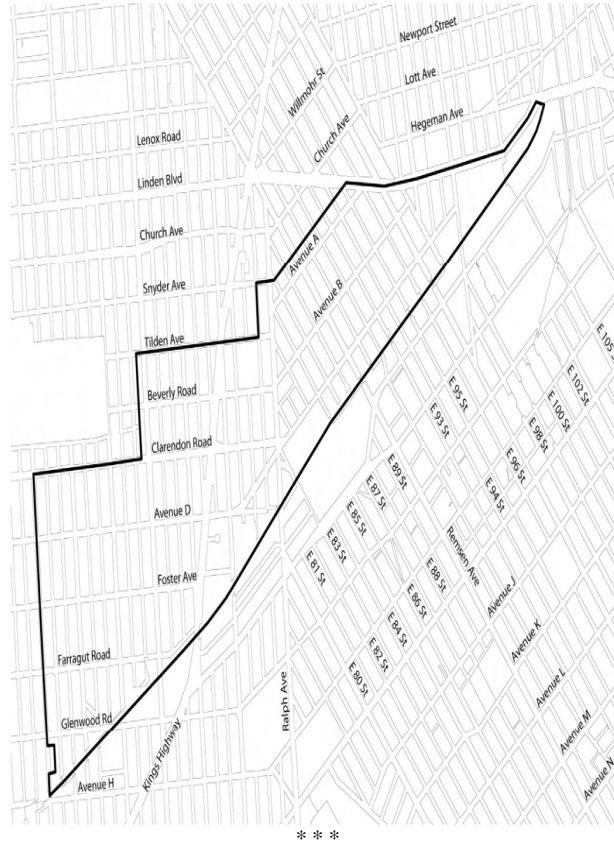 Newport Street
Lott Ave
Hegeman Ave
Willmohr St
Church Ave
Lenox Road
Linden Blvd
Church Ave
Avenue A
Snyder Ave
Avenue B
Tilden Ave
Beverly Road
Clarendon Road
Avenue D
Foster Ave
Farragut Road
Glenwood Rd
Avenue H
Kings Highway
Ralph Ave
E 105
E 102 St
E 100 St
E 98 St
E 96 St
E 94 St
E 95 St
E 93 St
E 89 St
E 87 St
E 85 St
E 83 St
E 81 St
Remsen Ave
E 88 St
E 86 St
E 84 St
E 82 St
E 80 St
Avenue J
Avenue K
Avenue L
Avenue M
Avenue N
* * *